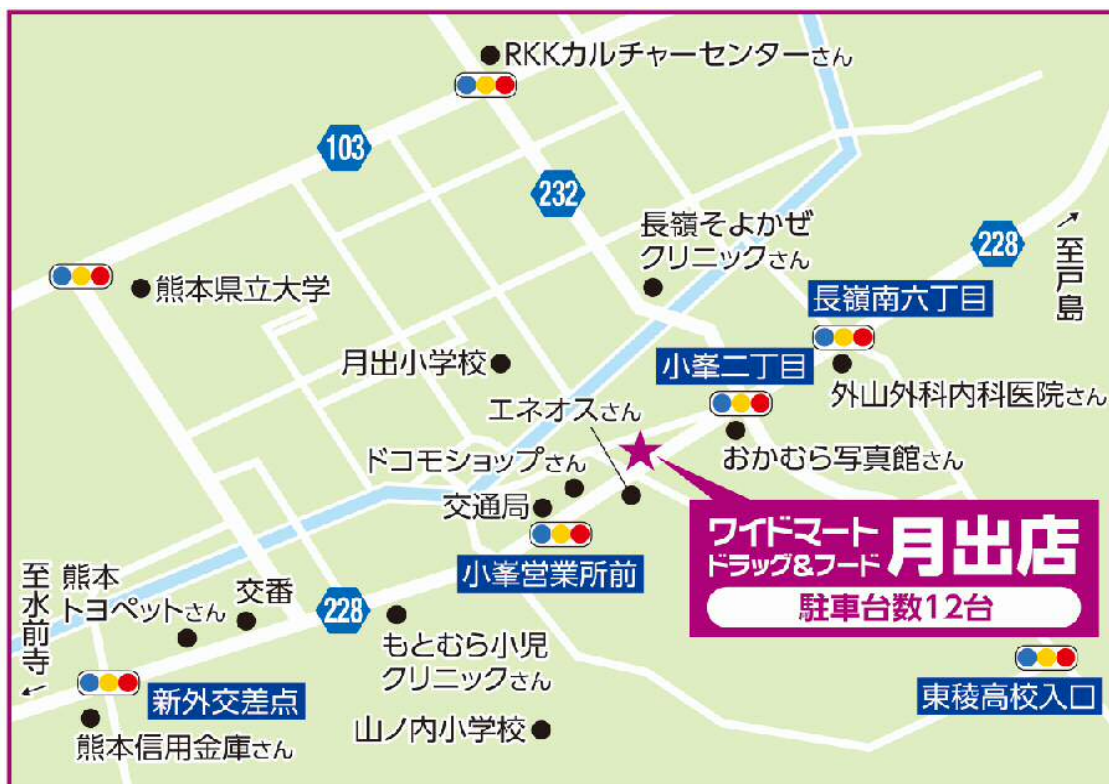 RKKカルチャーセンターさん
103
232
長嶺そよかぜ
クリニックさん
228
至戸島
熊本県立大学
長嶺南六丁目
月出小学校
小峯二丁目
外山外科内科医院さん
エネオスさん
おかむら写真館さん
ドコモショップさん
交通局
ワイドマート
ドラッグ&フード
月出店
駐車台数12台
小峯営業所前
至水前寺
熊本
トヨペットさん
交番
228
もとむら小児
クリニックさん
東稜高校入口
新外交差点
熊本信用金庫さん
山ノ内小学校